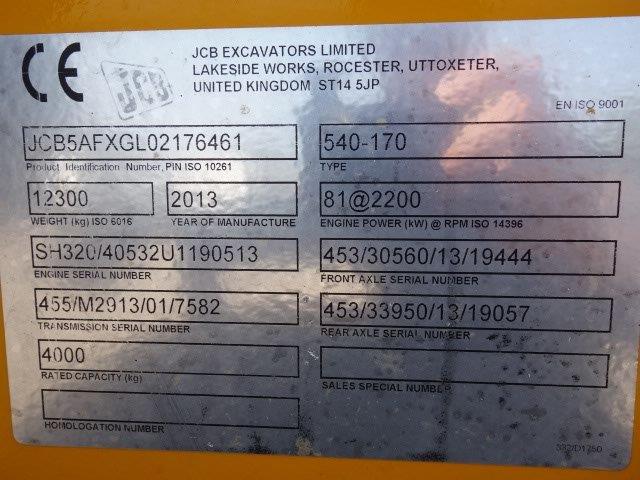 CE
JCB
JCB EXCAVATORS LIMITED
LAKESIDE WORKS, ROCESTER, UTTOXETER,
UNITED KINGDOM ST14 5JP
EN ISO 9001
JCB5AFXGL02176461
540-170
Product Identification Number, PIN ISO 10261
TYPE
12300
2013
81@2200
WEIGHT (kg) ISO 6016
YEAR OF MANUFACTURE
ENGINE POWER (kW) @ RPM ISO 14396
SH320/40532U1190513
453/30560/13/19444
ENGINE SERIAL NUMBER
FRONT AXLE SERIAL NUMBER
455/M2913/01/7582
453/33950/13/19057
TRANSMISSION SERIAL NUMBER
REAR AXLE SERIAL NUMBER
4000
RATED CAPACITY (kg)
SALES SPECIAL NUMBER
HOMOLOGATION NUMBER
332/D1750